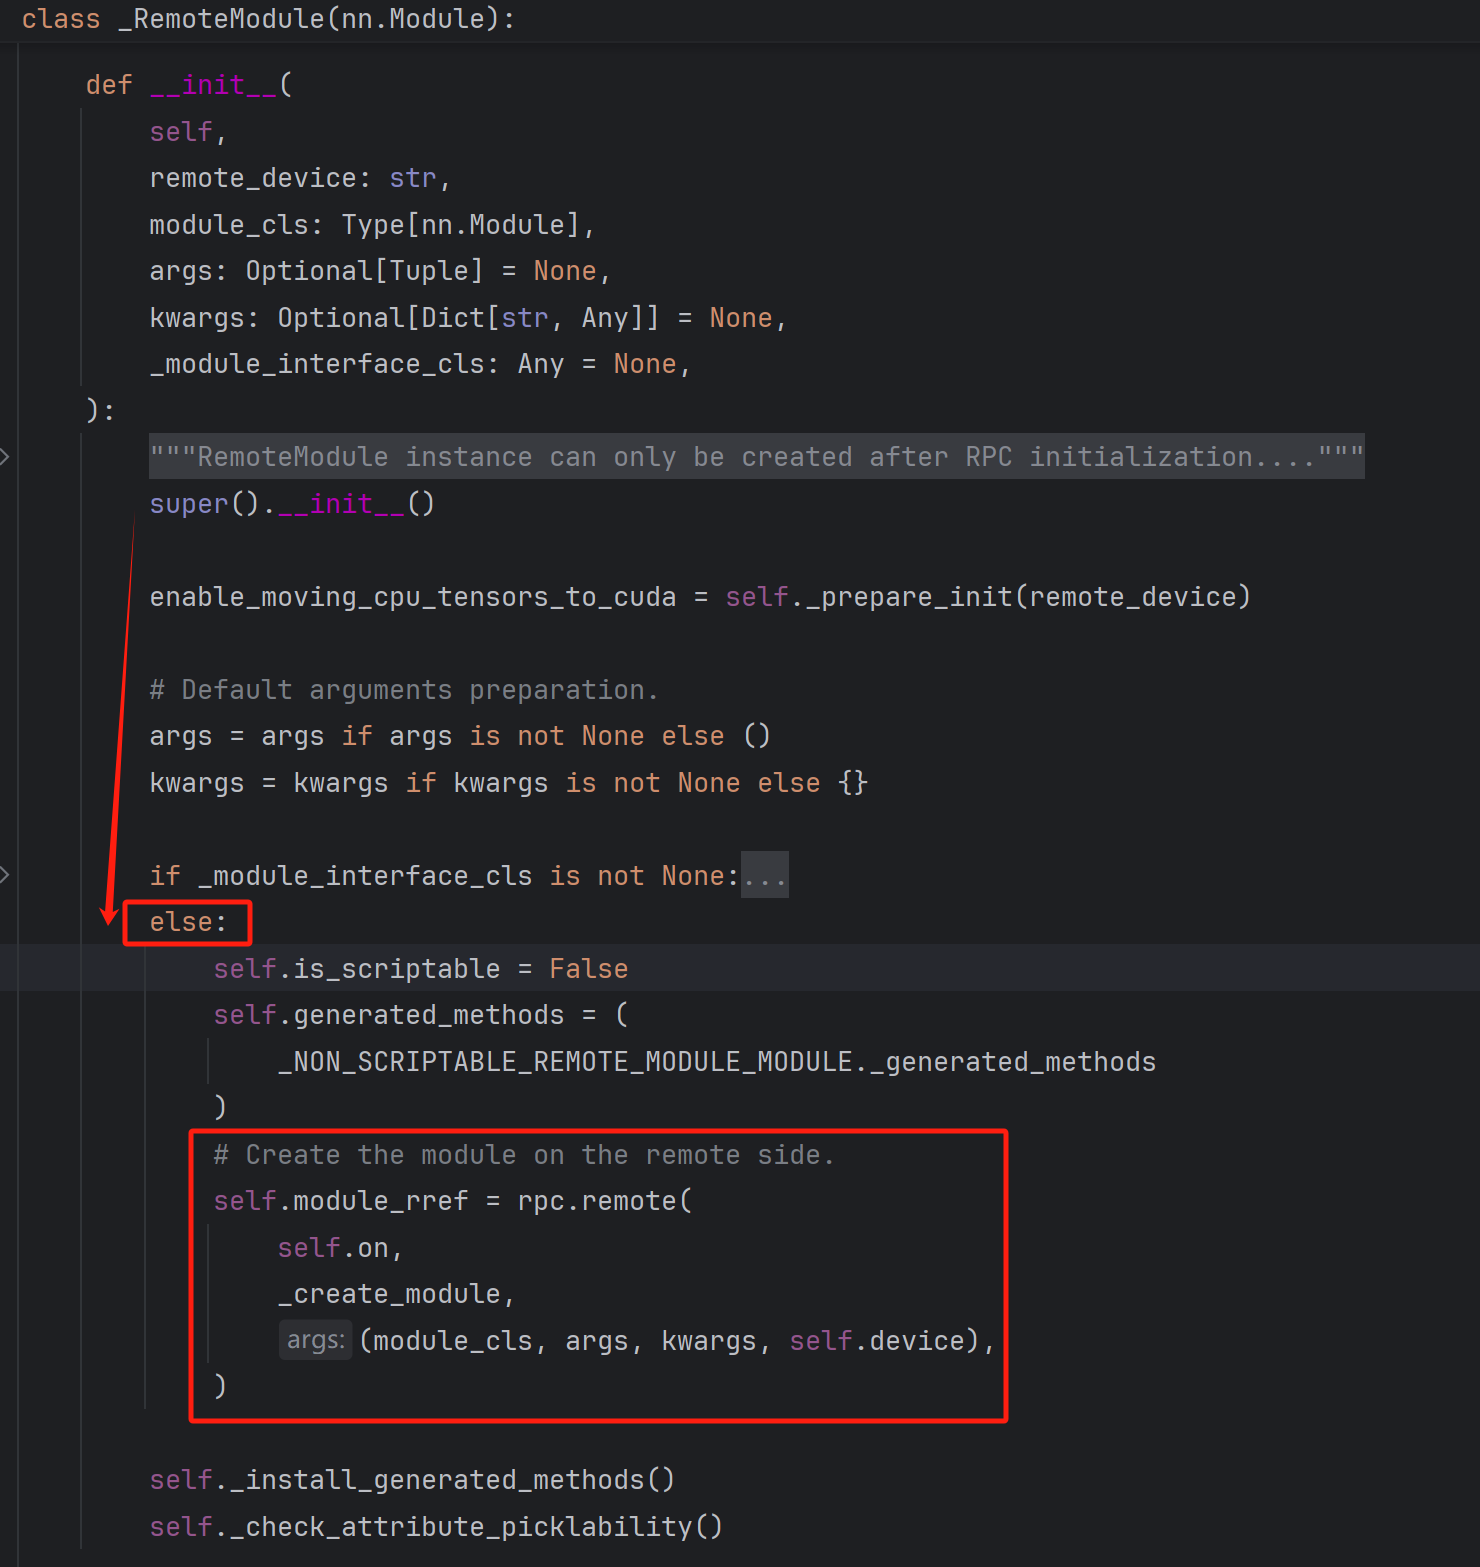 class _RemoteModule(nn.Module):
def __init__(
self,
remote_device: str,
module_cls: Type[nn.Module],
args: Optional[Tuple] = None,
kwargs: Optional[Dict[str, Any]] = None,
_module_interface_cls: Any = None,
):
"""RemoteModule instance can only be created after RPC initialization...."""
super().__init__()
enable_moving_cpu_tensors_to_cuda = self._prepare_init(remote_device)
# Default arguments preparation.
args = args if args is not None else ()
kwargs = kwargs if kwargs is not None else {}
if _module_interface_cls is not None:...
else:
self.is_scriptable = False
self.generated_methods = (
_NON_SCRIPTABLE_REMOTE_MODULE_MODULE._generated_methods
)
# Create the module on the remote side.
self.module_rref = rpc.remote(
self.on,
_create_module,
args: (module_cls, args, kwargs, self.device),
)
self._install_generated_methods()
self._check_attribute_picklability()